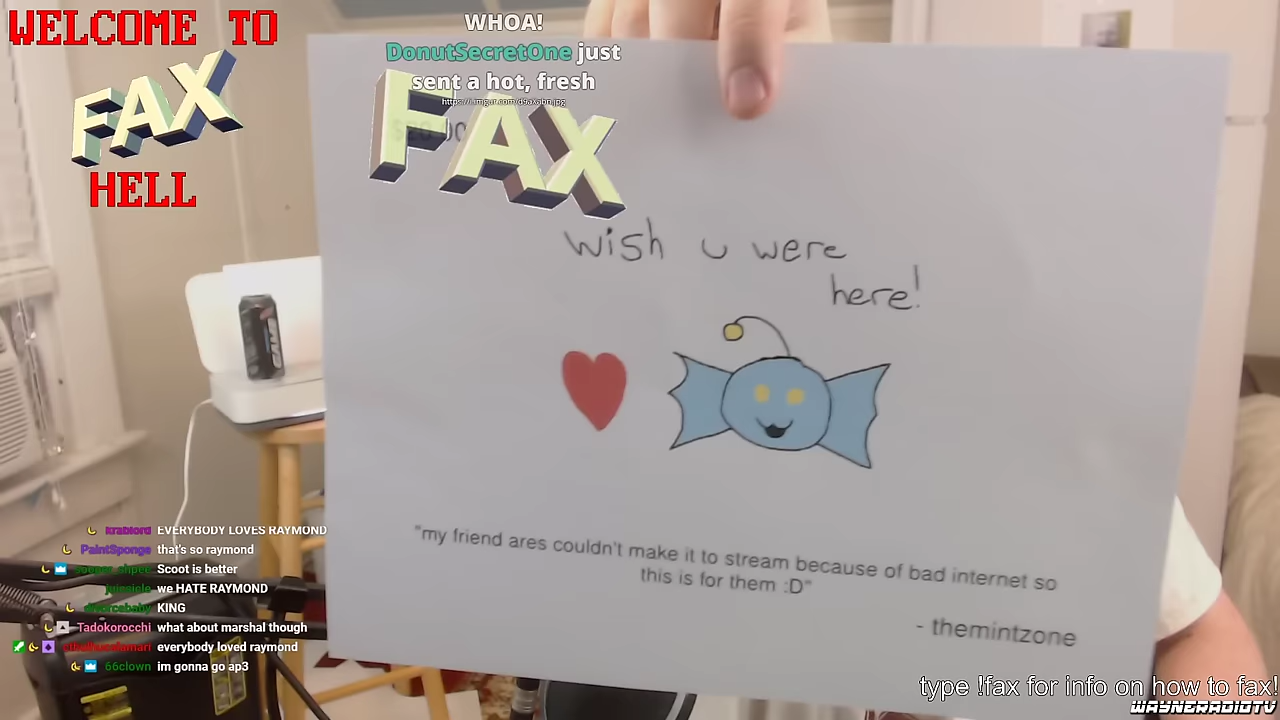 WELCOME TO
FAX
HELL
WHOA!
DonutSecretOne just
sent a hot, fresh
FAX
wish u were
here!
"my friend ares couldn't make it to stream because of bad internet so
this is for them :D"
- themintzone
EVERYBODY LOVES RAYMOND
PaintSponge that's so raymond
Scoot is better
we HATE RAYMOND
KING
Tadokorocchi what about marshal though
everybody loved raymond
66clown im gonna go ap3
type !fax for info on how to fax!
WAYNERADIOTV